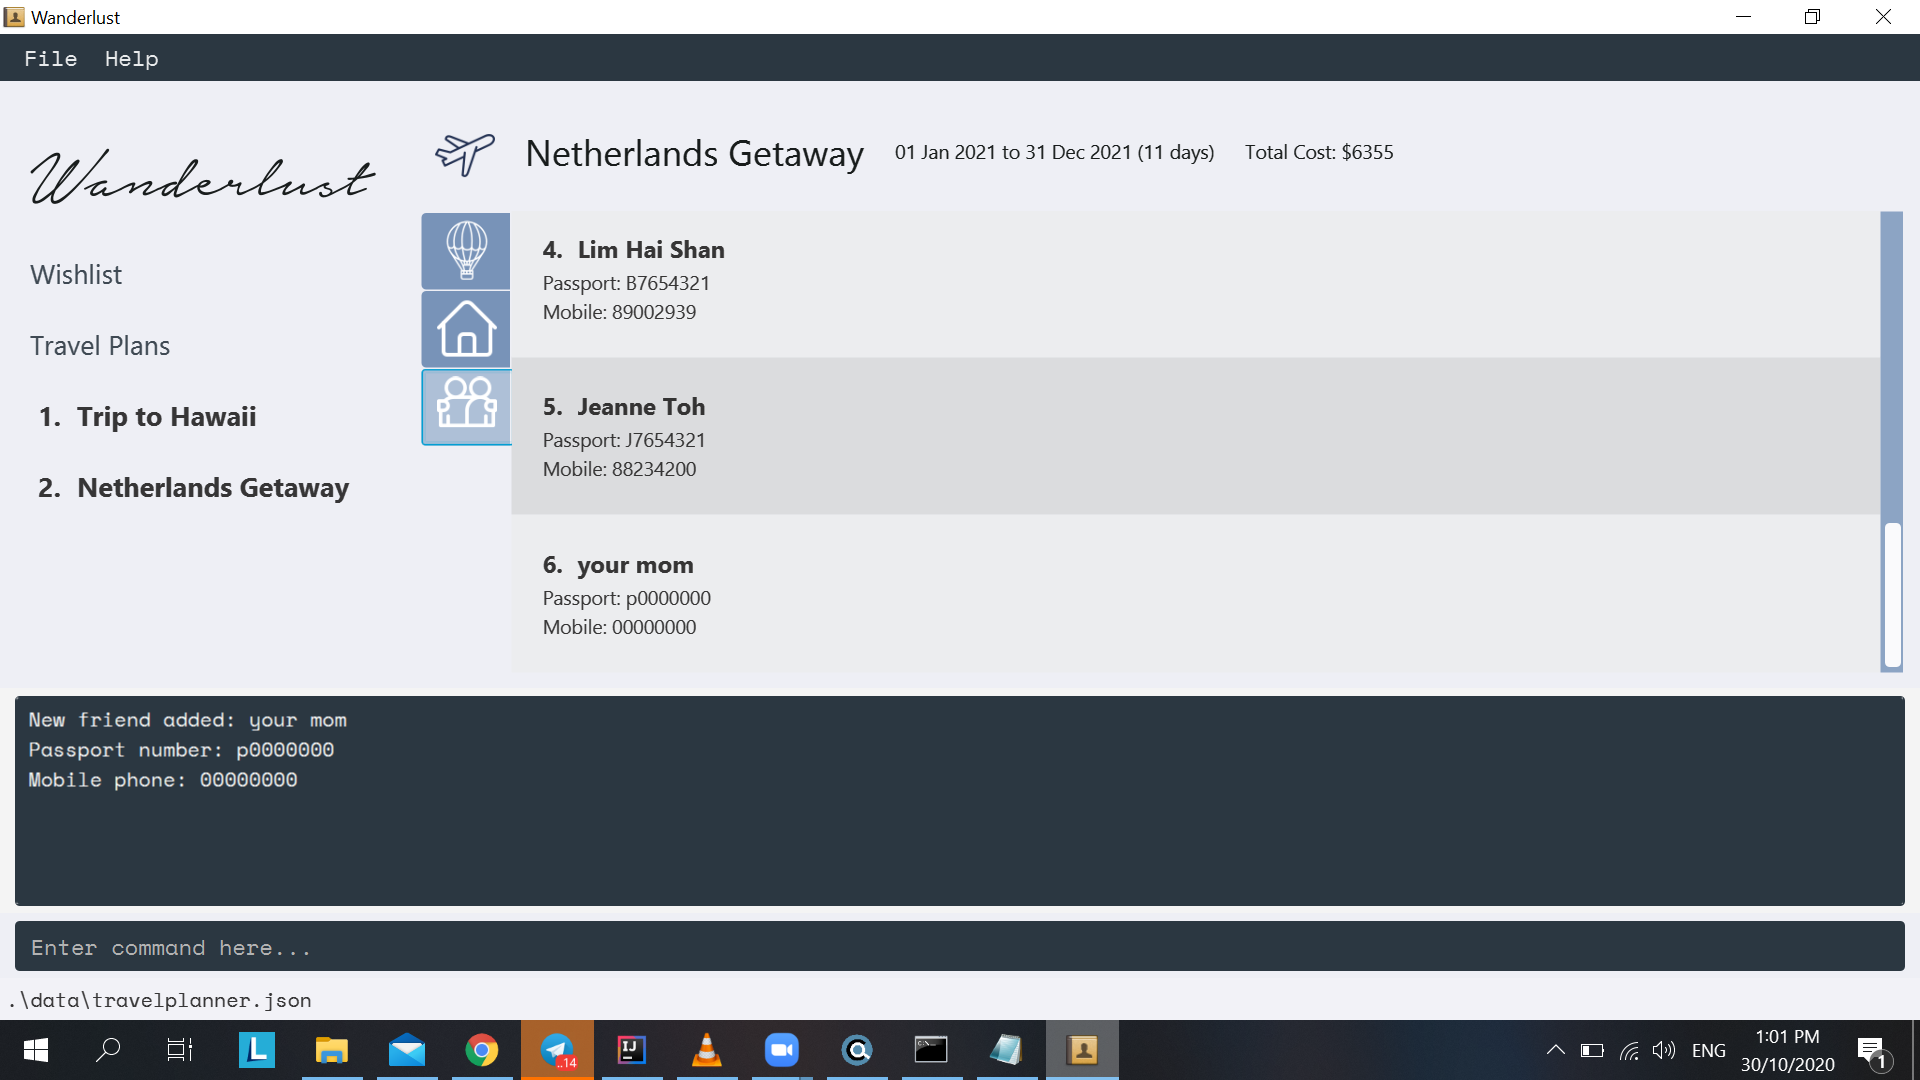 Wanderlust
File Help
Wanderlust
Wishlist
Travel Plans
1. Trip to Hawaii
2. Netherlands Getaway
Netherlands Getaway 01 Jan 2021 to 31 Dec 2021 (11 days) Total Cost: $6355
4. Lim Hai Shan
Passport: B7654321
Mobile: 89002939
5. Jeanne Toh
Passport: J7654321
Mobile: 88234200
6. your mom
Passport: p0000000
Mobile: 00000000
New friend added: your mom
Passport number: p0000000
Mobile phone: 00000000
Enter command here...
.\data\travelplanner.json
L
..14
IJ
C:\
ENG
1:01 PM
30/10/2020
1